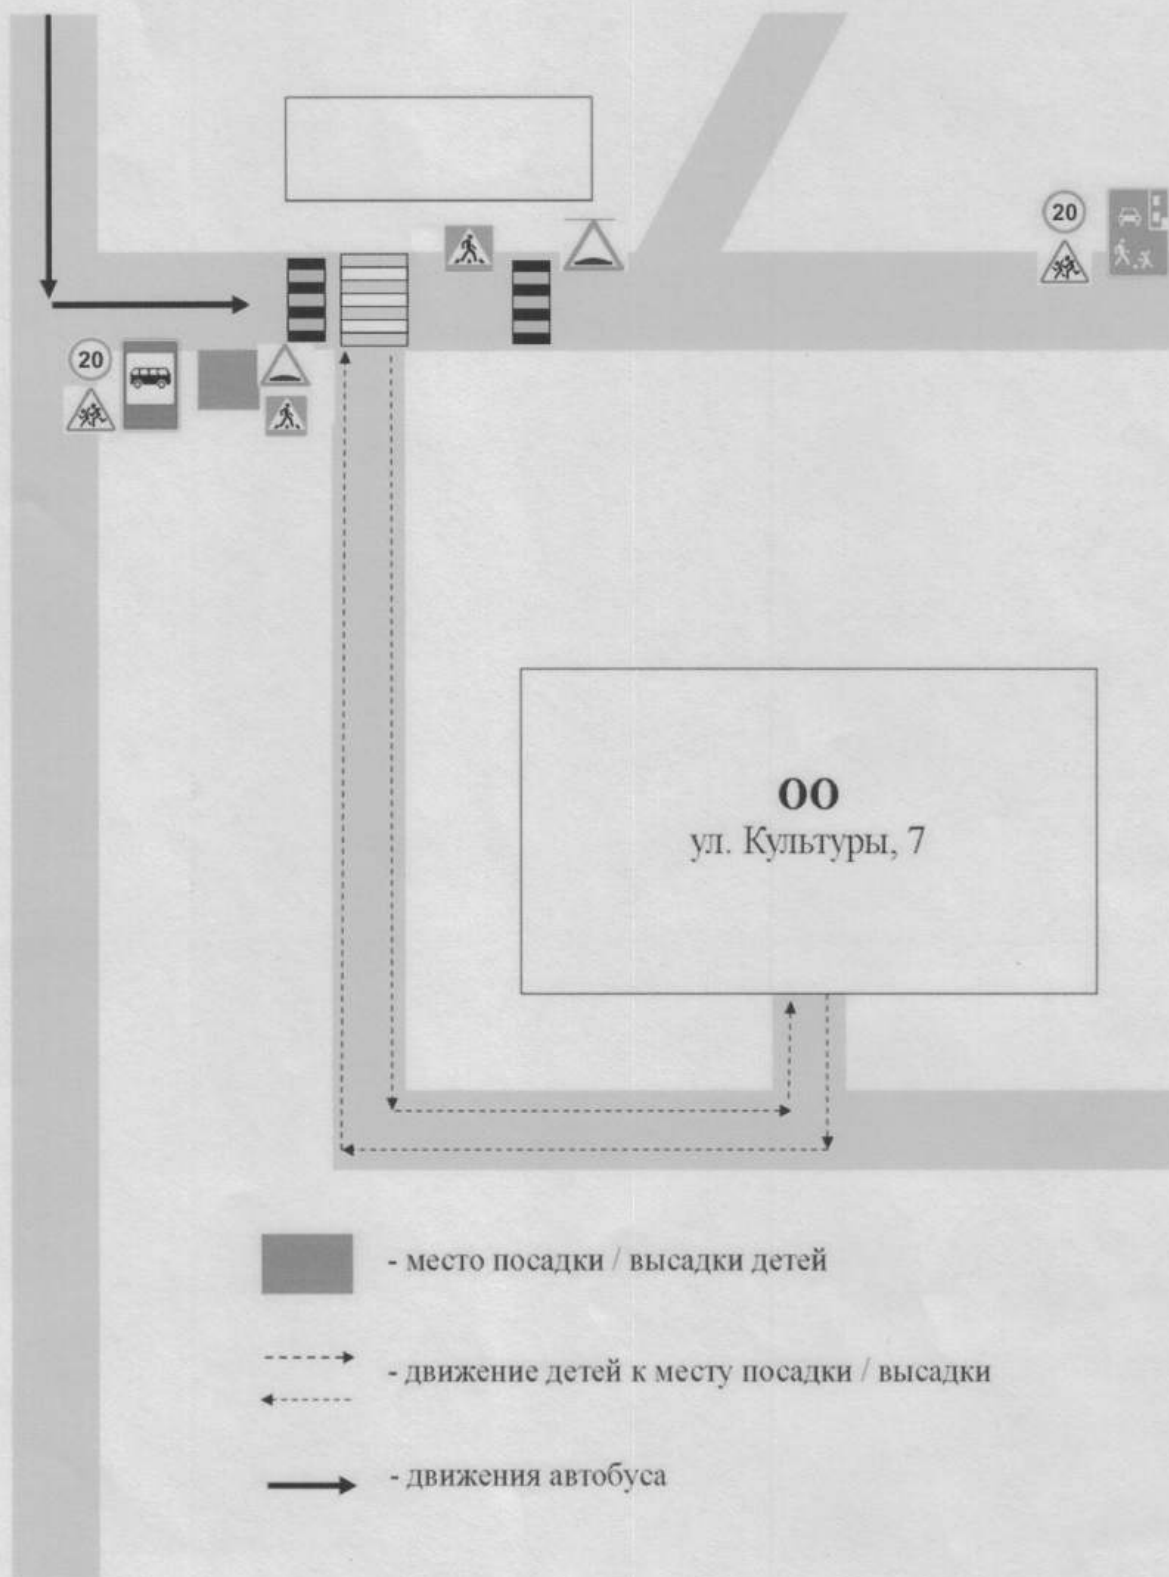 20
20
ОО
ул. Культуры, 7
- место посадки / высадки детей
- движение детей к месту посадки / высадки
- движения автобуса